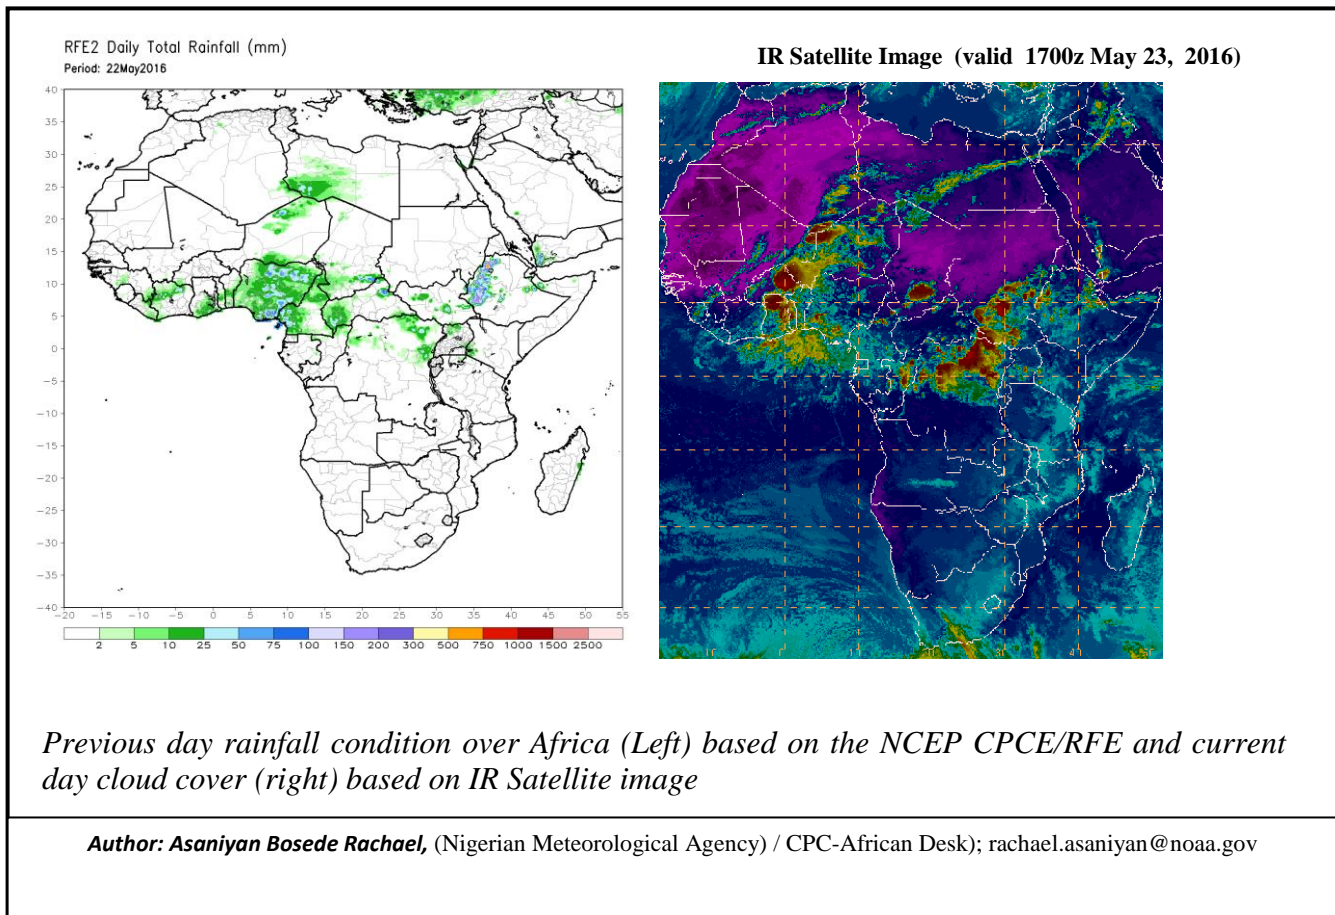 RFE2 Daily Total Rainfall (mm)
Period: 22May2016
IR Satellite Image (valid 1700z May 23, 2016)
40
35
30
25
20
15
10
5
0
-5
-10
-15
-20
-25
-30
-35
-40
-20 -15 -10 -5 0 5 10 15 20 25 30 35 40 45 50 55
2 5 10 25 50 75 100 150 200 300 500 750 1000 1500 2500
Previous day rainfall condition over Africa (Left) based on the NCEP CPCE/RFE and current
day cloud cover (right) based on IR Satellite image
Author: Asaniyan Bosede Rachael, (Nigerian Meteorological Agency) / CPC-African Desk); rachael.asaniyan@noaa.gov